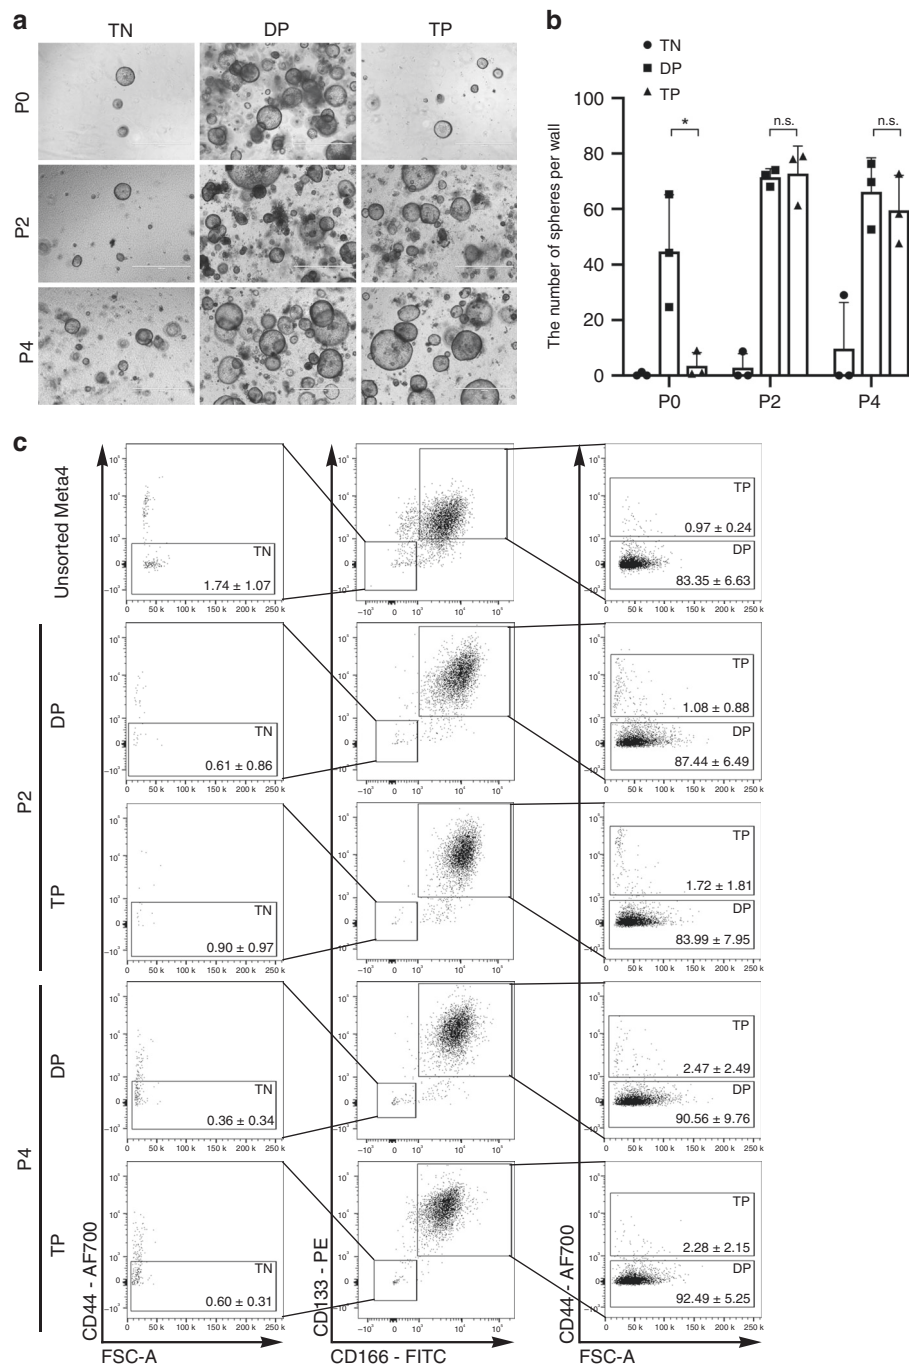 a
TN DP TP
P0
P2
P4
b
TN
DP
TP
The number of spheres per wall
100
80
60
40
20
0
* n.s. n.s.
P0 P2 P4
c
Unsorted Meta4
TN
1.74 ± 1.07
TP
0.97 ± 0.24
DP
83.35 ± 6.63
P2
DP
TN
0.61 ± 0.86
TP
1.08 ± 0.88
DP
87.44 ± 6.49
TP
TN
0.90 ± 0.97
TP
1.72 ± 1.81
DP
83.99 ± 7.95
P4
DP
TN
0.36 ± 0.34
TP
2.47 ± 2.49
DP
90.56 ± 9.76
TP
TN
0.60 ± 0.31
TP
2.28 ± 2.15
DP
92.49 ± 5.25
0 50 k 100 k 150 k 200 k 250 k
CD44 - AF700
CD133 - PE
CD44 - AF700
FSC-A CD166 - FITC FSC-A